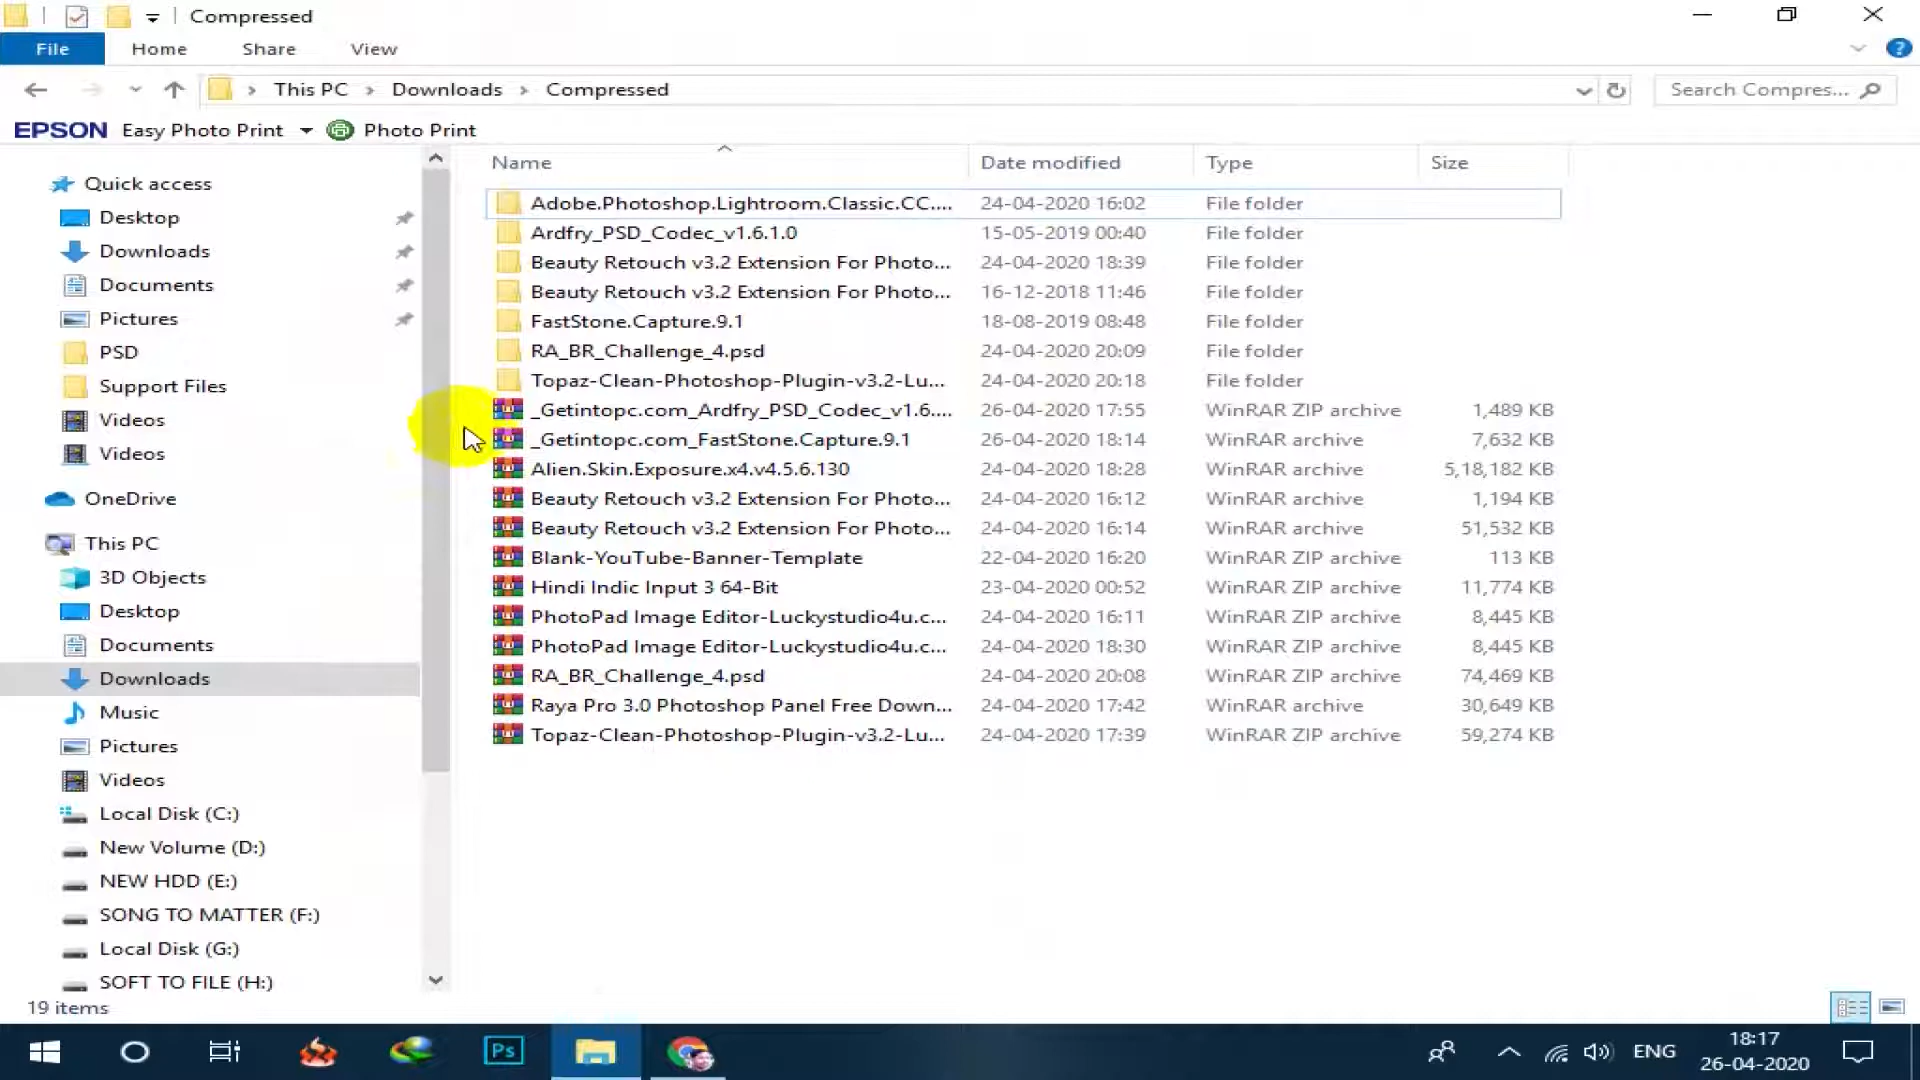 Compressed
File Home Share View
This PC Downloads Compressed Search Compres...
EPSON Easy Photo Print Photo Print
Name Date modified Type Size
Quick access
Desktop
Downloads
Documents
Pictures
PSD
Support Files
Videos
Videos
OneDrive
This PC
3D Objects
Desktop
Documents
Downloads
Music
Pictures
Videos
Local Disk (C:)
New Volume (D:)
NEW HDD (E:)
SONG TO MATTER (F:)
Local Disk (G:)
SOFT TO FILE (H:)
Adobe.Photoshop.Lightroom.Classic.CC.... 24-04-2020 16:02 File folder
Ardfry_PSD_Codec_v1.6.1.0 15-05-2019 00:40 File folder
Beauty Retouch v3.2 Extension For Photo... 24-04-2020 18:39 File folder
Beauty Retouch v3.2 Extension For Photo... 16-12-2018 11:46 File folder
FastStone.Capture.9.1 18-08-2019 08:48 File folder
RA_BR_Challenge_4.psd 24-04-2020 20:09 File folder
Topaz-Clean-Photoshop-Plugin-v3.2-Lu... 24-04-2020 20:18 File folder
_Getintopc.com_Ardfry_PSD_Codec_v1.6.... 26-04-2020 17:55 WinRAR ZIP archive 1,489 KB
_Getintopc.com_FastStone.Capture.9.1 26-04-2020 18:14 WinRAR archive 7,632 KB
Alien.Skin.Exposure.x4.v4.5.6.130 24-04-2020 18:28 WinRAR archive 5,18,182 KB
Beauty Retouch v3.2 Extension For Photo... 24-04-2020 16:12 WinRAR archive 1,194 KB
Beauty Retouch v3.2 Extension For Photo... 24-04-2020 16:14 WinRAR archive 51,532 KB
Blank-YouTube-Banner-Template 22-04-2020 16:20 WinRAR ZIP archive 113 KB
Hindi Indic Input 3 64-Bit 23-04-2020 00:52 WinRAR ZIP archive 11,774 KB
PhotoPad Image Editor-Luckystudio4u.c... 24-04-2020 16:11 WinRAR ZIP archive 8,445 KB
PhotoPad Image Editor-Luckystudio4u.c... 24-04-2020 18:30 WinRAR ZIP archive 8,445 KB
RA_BR_Challenge_4.psd 24-04-2020 20:08 WinRAR ZIP archive 74,469 KB
Raya Pro 3.0 Photoshop Panel Free Down... 24-04-2020 17:42 WinRAR archive 30,649 KB
Topaz-Clean-Photoshop-Plugin-v3.2-Lu... 24-04-2020 17:39 WinRAR ZIP archive 59,274 KB
19 items
Ps
ENG
18:17
26-04-2020